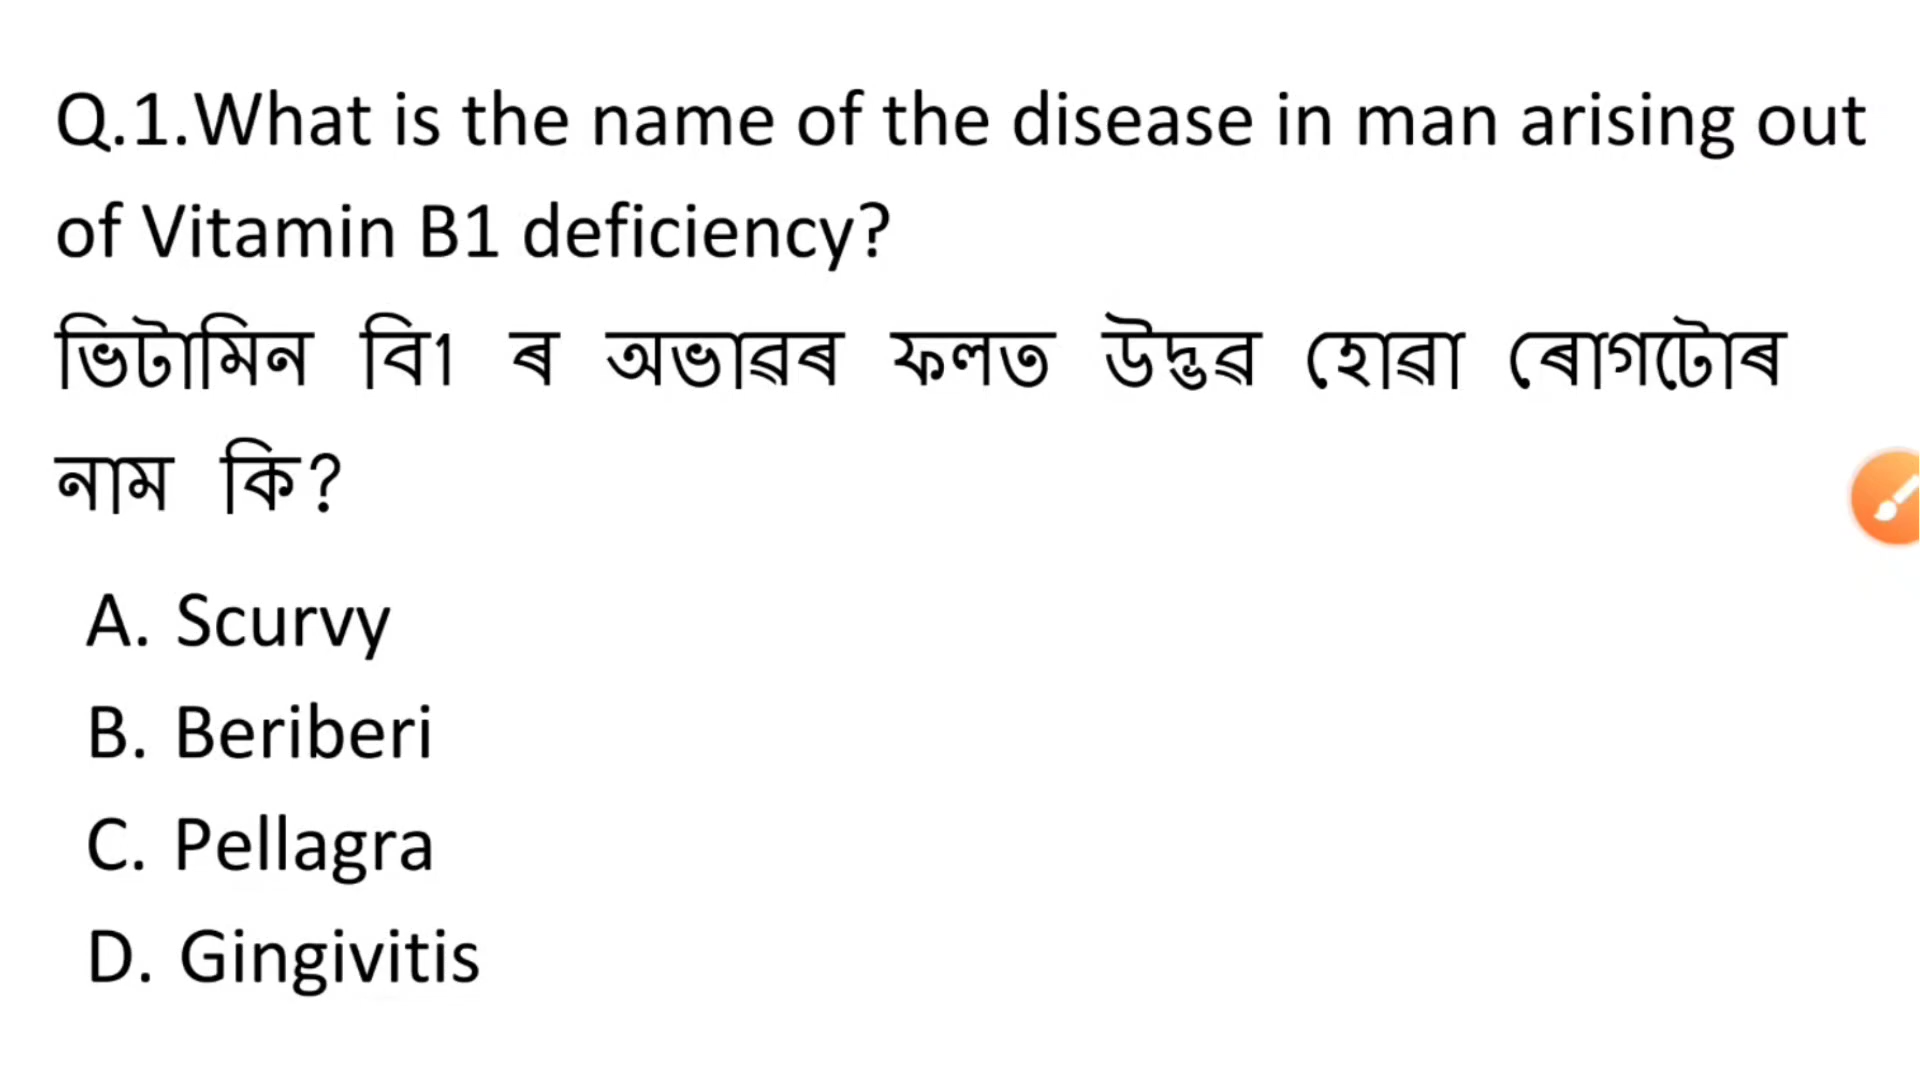 Q.1.What is the name of the disease in man arising out
of Vitamin B1 deficiency?
ভিটামিন বি1 ৰ অভাৱৰ ফলত উদ্ভৱ হোৱা ৰোগটোৰ
নাম কি?
A. Scurvy
B. Beriberi
C. Pellagra
D. Gingivitis